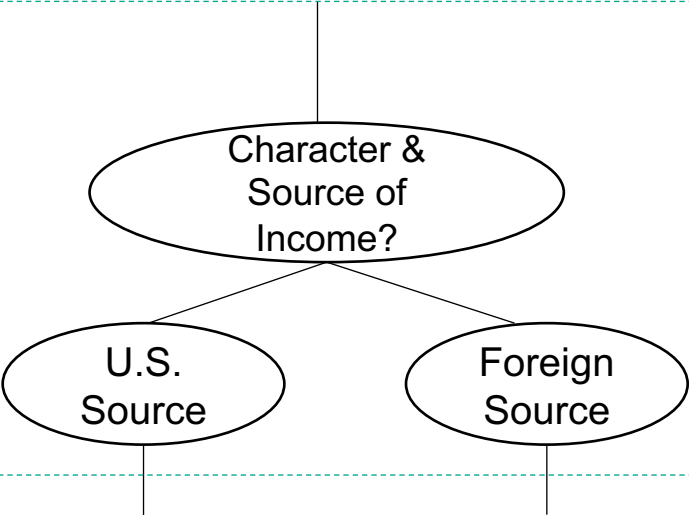 Character &
Source of
Income?
U.S.
Source
Foreign
Source